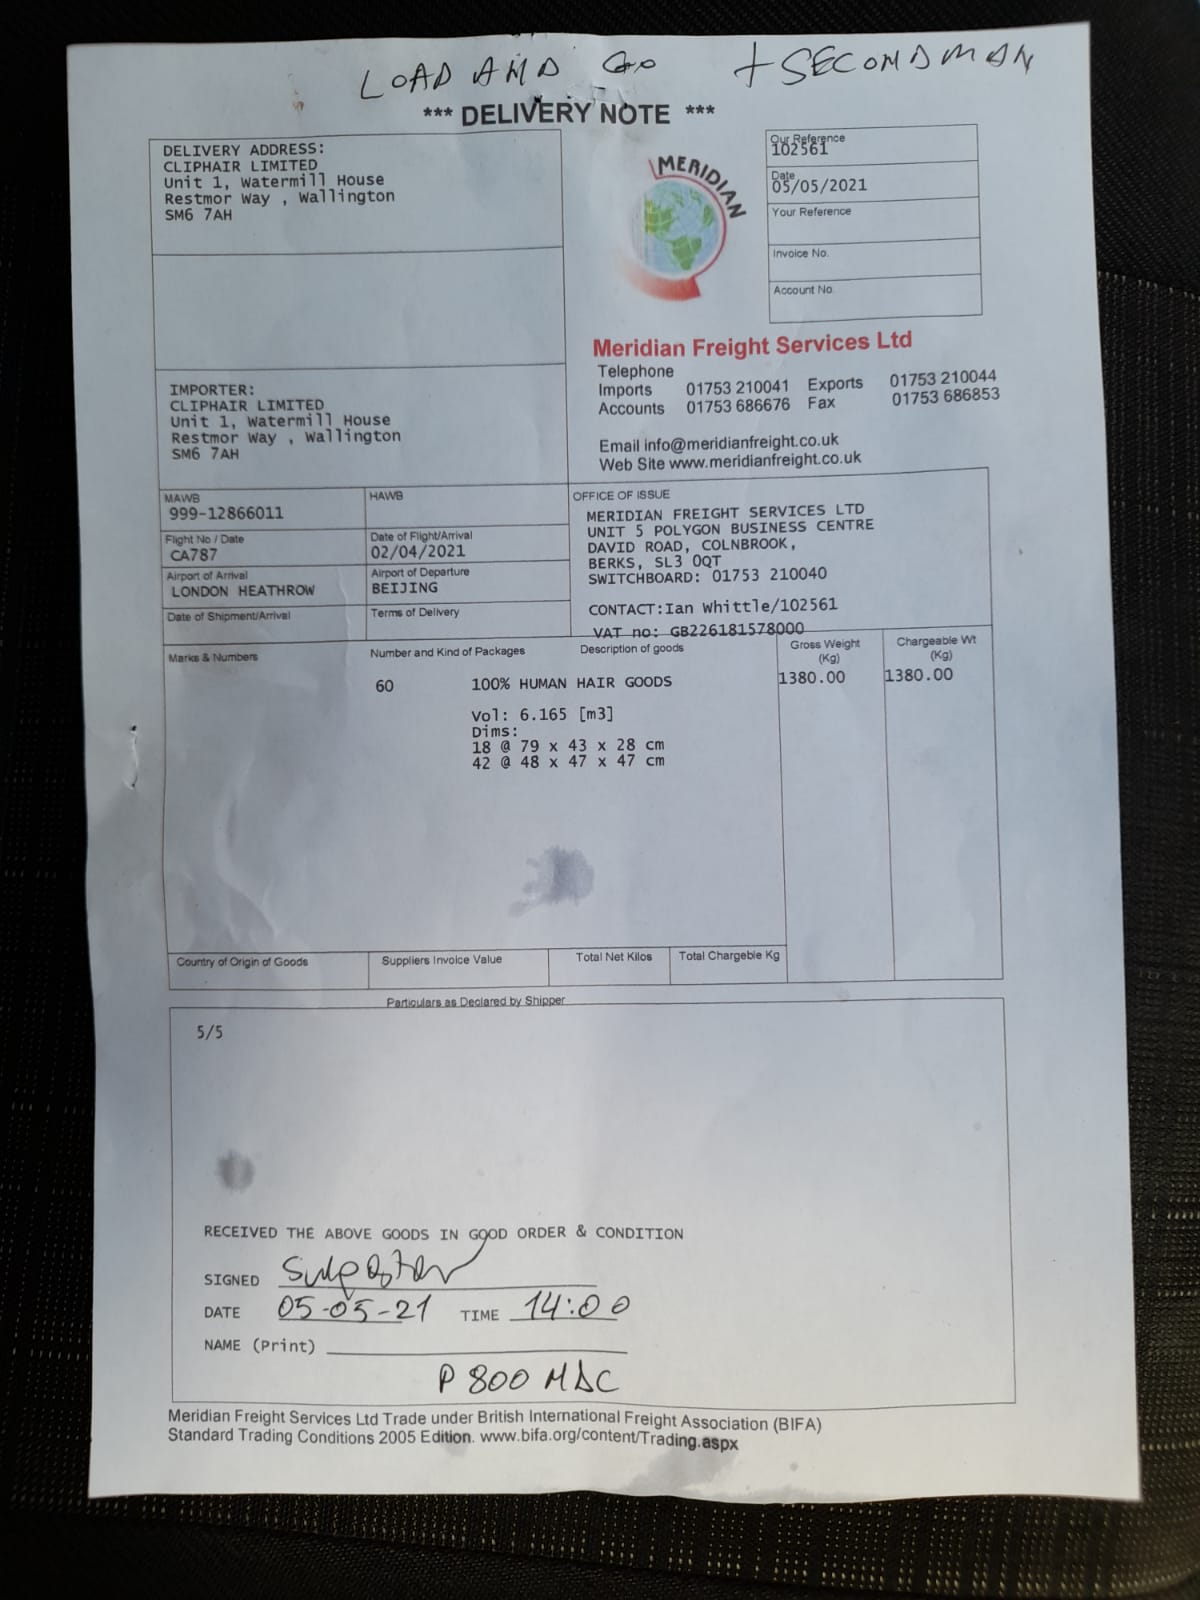 LOAD AND GO + SECOND MAN
*** DELIVERY NOTE ***
DELIVERY ADDRESS:
CLIPHAIR LIMITED
Unit 1, Watermill House
Restmor Way , Wallington
SM6 7AH
MERIDIAN
Our Reference
102561
Date
05/05/2021
Your Reference
Invoice No.
Account No.
Meridian Freight Services Ltd
Telephone
Imports 01753 210041 Exports 01753 210044
Accounts 01753 686676 Fax 01753 686853
Email info@meridianfreight.co.uk
Web Site www.meridianfreight.co.uk
IMPORTER:
CLIPHAIR LIMITED
Unit 1, Watermill House
Restmor Way , Wallington
SM6 7AH
MAWB
999-12866011
HAWB
Flight No / Date
CA787
Date of Flight/Arrival
02/04/2021
Airport of Arrival
LONDON HEATHROW
Airport of Departure
BEIJING
Date of Shipment/Arrival
Terms of Delivery
OFFICE OF ISSUE
MERIDIAN FREIGHT SERVICES LTD
UNIT 5 POLYGON BUSINESS CENTRE
DAVID ROAD, COLNBROOK,
BERKS, SL3 0QT
SWITCHBOARD: 01753 210040
CONTACT:Ian Whittle/102561
VAT no: GB226181578000
Marks & Numbers
Number and Kind of Packages
Description of goods
Gross Weight
(Kg)
Chargeable Wt
(Kg)
60 100% HUMAN HAIR GOODS 1380.00 1380.00
Vol: 6.165 [m3]
Dims:
18 @ 79 x 43 x 28 cm
42 @ 48 x 47 x 47 cm
Country of Origin of Goods
Suppliers Invoice Value
Total Net Kilos
Total Chargeble Kg
Particulars as Declared by Shipper
5/5
RECEIVED THE ABOVE GOODS IN GOOD ORDER & CONDITION
SIGNED
DATE 05-05-21 TIME 14:00
NAME (Print)
P800 MDC
Meridian Freight Services Ltd Trade under British International Freight Association (BIFA)
Standard Trading Conditions 2005 Edition. www.bifa.org/content/Trading.aspx